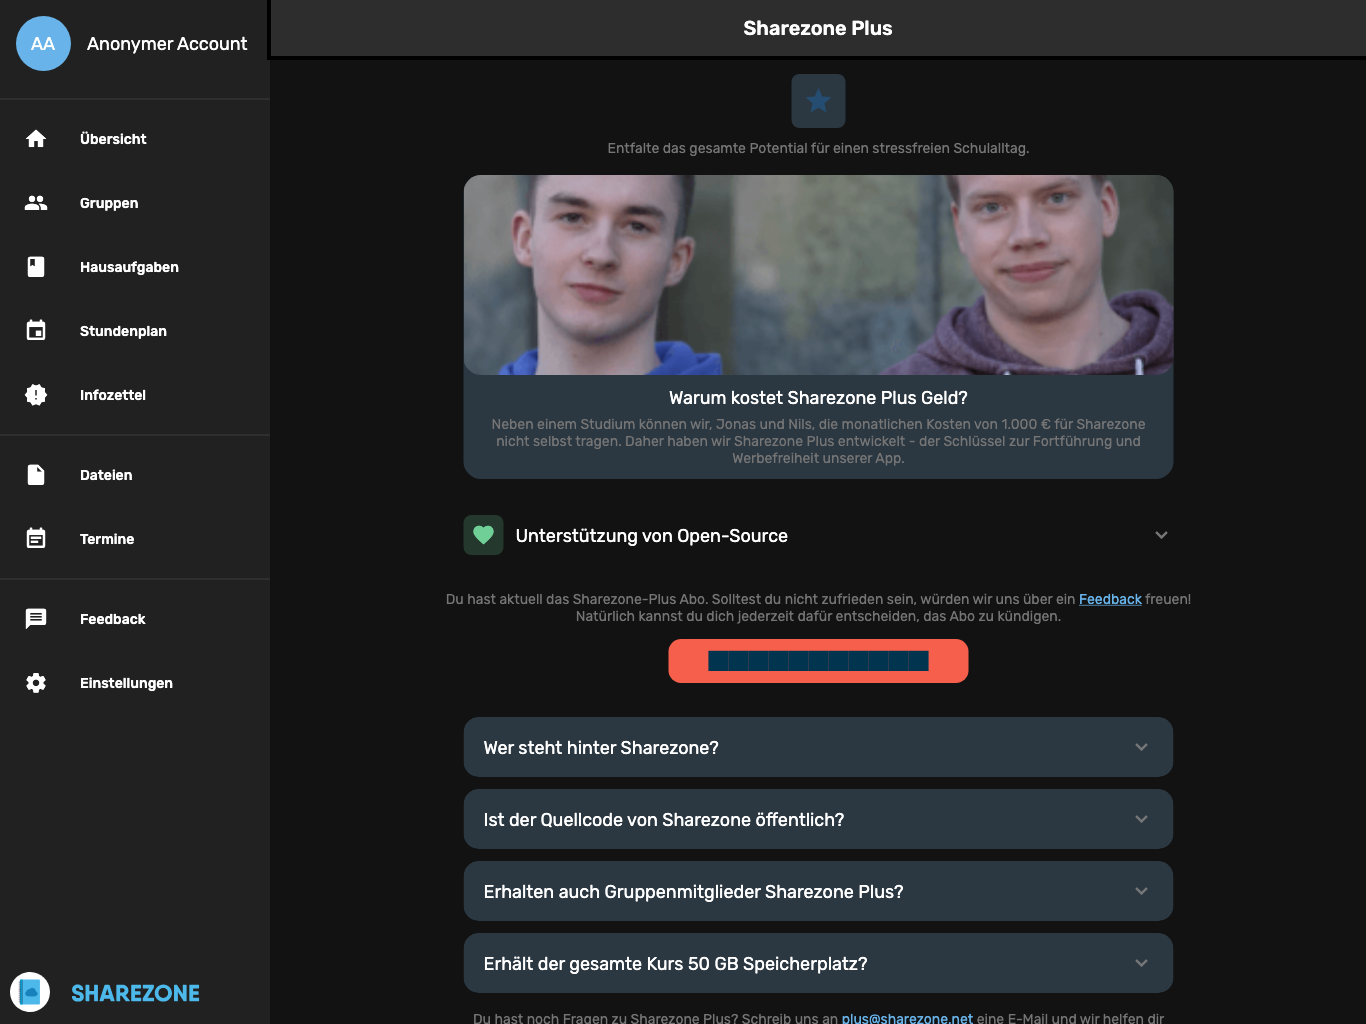 AA
Anonymer Account
Übersicht
Gruppen
Hausaufgaben
Stundenplan
Infozettel
Dateien
Termine
Feedback
Einstellungen
SHAREZONE
Sharezone Plus
Entfalte das gesamte Potential für einen stressfreien Schulalltag.
Warum kostet Sharezone Plus Geld?
Neben einem Studium können wir, Jonas und Nils, die monatlichen Kosten von 1.000 € für Sharezone
nicht selbst tragen. Daher haben wir Sharezone Plus entwickelt - der Schlüssel zur Fortführung und
Werbefreiheit unserer App.
Unterstützung von Open-Source
Du hast aktuell das Sharezone-Plus Abo. Solltest du nicht zufrieden sein, würden wir uns über ein Feedback freuen!
Natürlich kannst du dich jederzeit dafür entscheiden, das Abo zu kündigen.
Wer steht hinter Sharezone?
Ist der Quellcode von Sharezone öffentlich?
Erhalten auch Gruppenmitglieder Sharezone Plus?
Erhält der gesamte Kurs 50 GB Speicherplatz?
Du hast noch Fragen zu Sharezone Plus? Schreib uns an plus@sharezone.net eine E-Mail und wir helfen dir